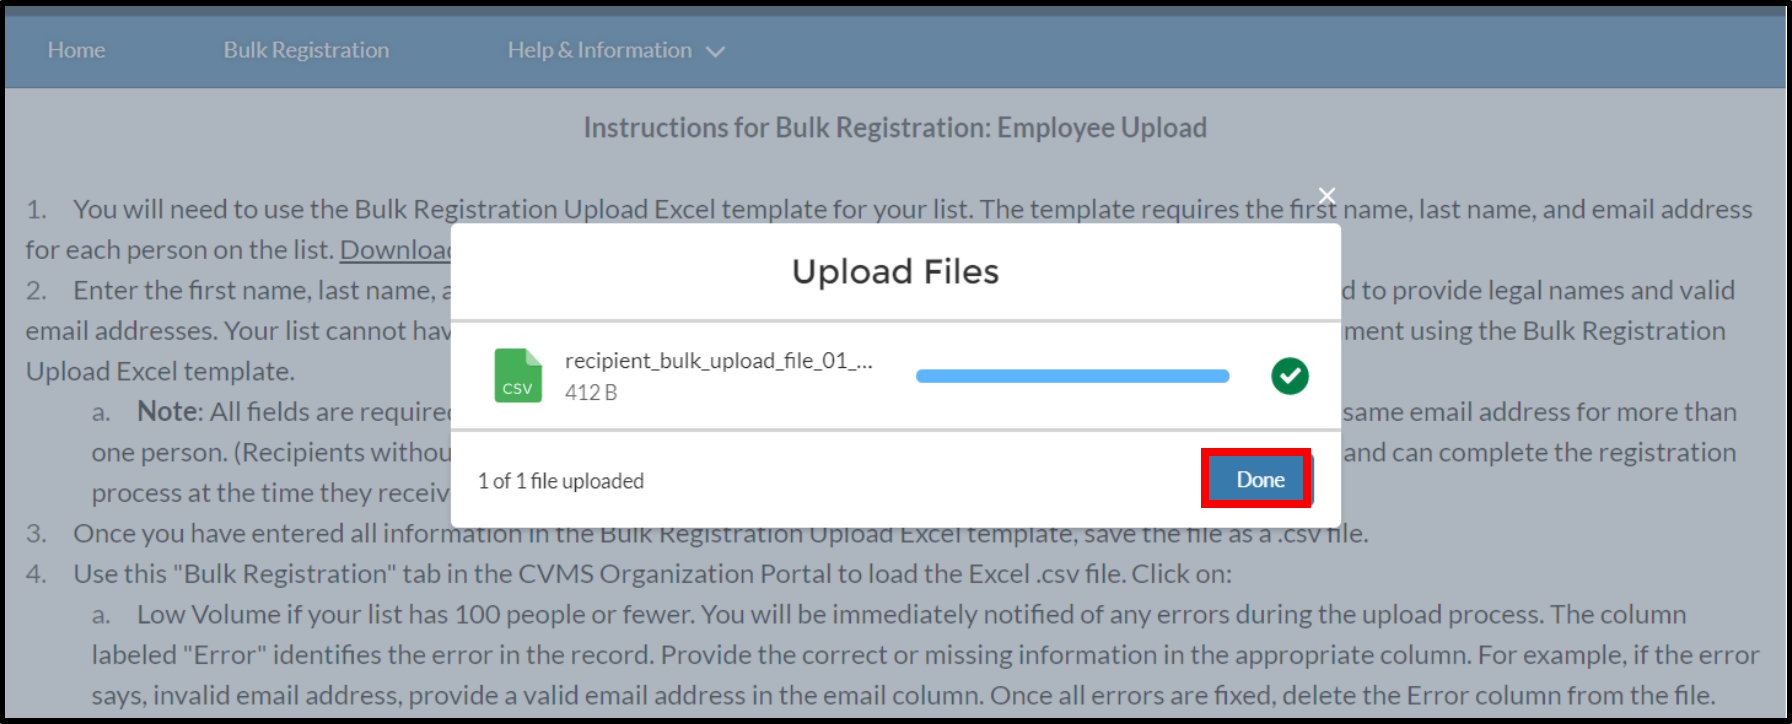 Home Bulk Registration Help & Information
Instructions for Bulk Registration: Employee Upload
1. You will need to use the Bulk Registration Upload Excel template for your list. The template requires the first name, last name, and email address
for each person on the list. Download
2. Enter the first name, last name, d to provide legal names and valid
email addresses. Your list cannot hav ment using the Bulk Registration
Upload Excel template.
a. Note: All fields are required same email address for more than
one person. (Recipients withou and can complete the registration
process at the time they receiv
Upload Files
CSV
recipient_bulk_upload_file_01_...
412 B
1 of 1 file uploaded
Done
3. Once you have entered all information in the Bulk Registration Upload Excel template, save the file as a .csv file.
4. Use this "Bulk Registration" tab in the CVMS Organization Portal to load the Excel .csv file. Click on:
a. Low Volume if your list has 100 people or fewer. You will be immediately notified of any errors during the upload process. The column
labeled "Error" identifies the error in the record. Provide the correct or missing information in the appropriate column. For example, if the error
says, invalid email address, provide a valid email address in the email column. Once all errors are fixed, delete the Error column from the file.